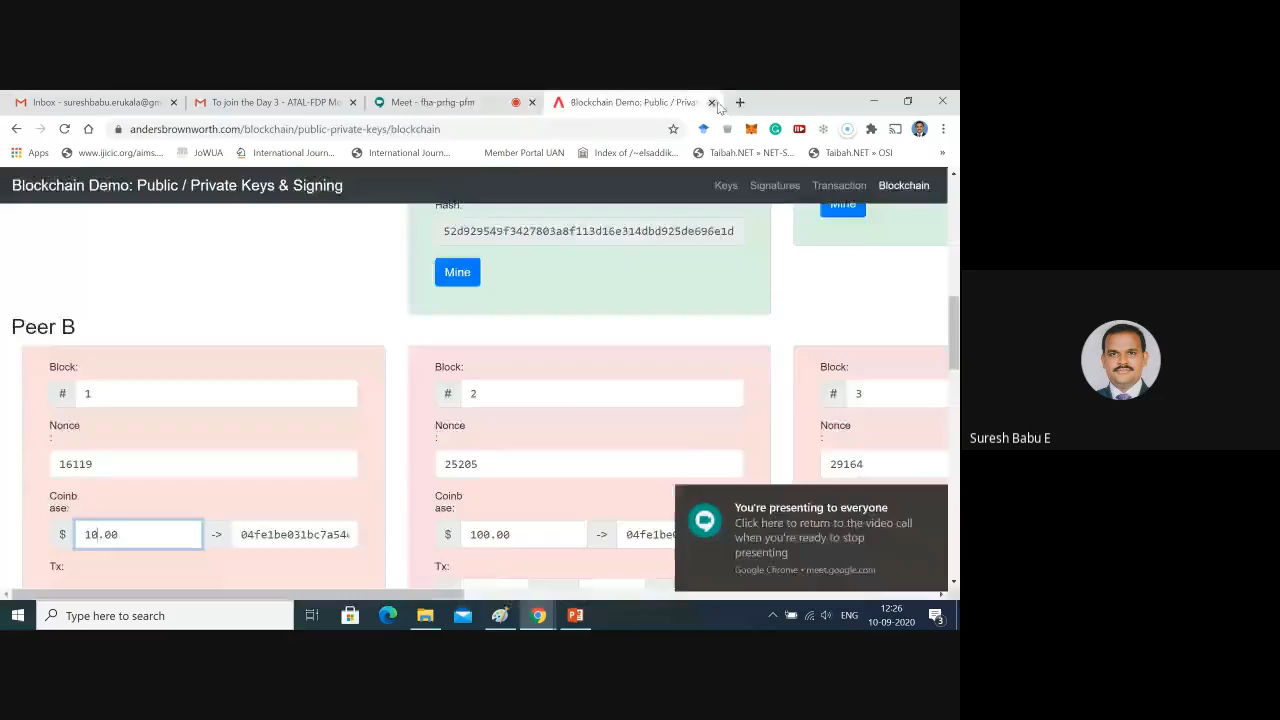 Inbox - sureshbabu.erukala@gm
To join the Day 3 - ATAL-FDP Mo
Meet - fha-prhg-pfm
Blockchain Demo: Public / Priva
andersbrownworth.com/blockchain/public-private-keys/blockchain
Apps
www.ijicic.org/aims....
JoWUA
International Journ...
International Journ...
Member Portal UAN
Index of /~elsaddik...
Taibah.NET » NET-S...
Taibah.NET » OSI
»
Blockchain Demo: Public / Private Keys & Signing
Keys
Signatures
Transaction
Blockchain
Hash:
Mine
52d929549f3427803a8f113d16e314dbd925de696e1d
Mine
Peer B
Block:
# 1
Nonce
:
16119
Coinb
ase:
$ 10.00 -> 04fe1be031bc7a54
Tx:
Block:
# 2
Nonce
:
25205
Coinb
ase:
$ 100.00 -> 04fe1be0
Tx:
Block:
# 3
Nonce
:
29164
You're presenting to everyone
Click here to return to the video call
when you're ready to stop
presenting
Google Chrome • meet.google.com
Type here to search
ENG
12:26
10-09-2020
3
Suresh Babu E